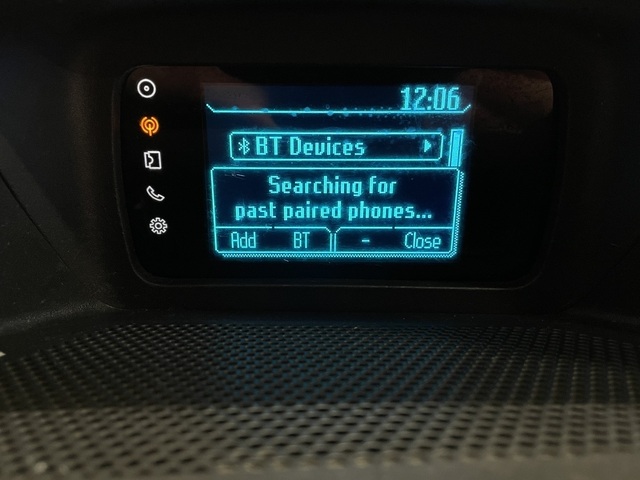 12:06
BT Devices
Searching for
past paired phones...
Add BT - Close